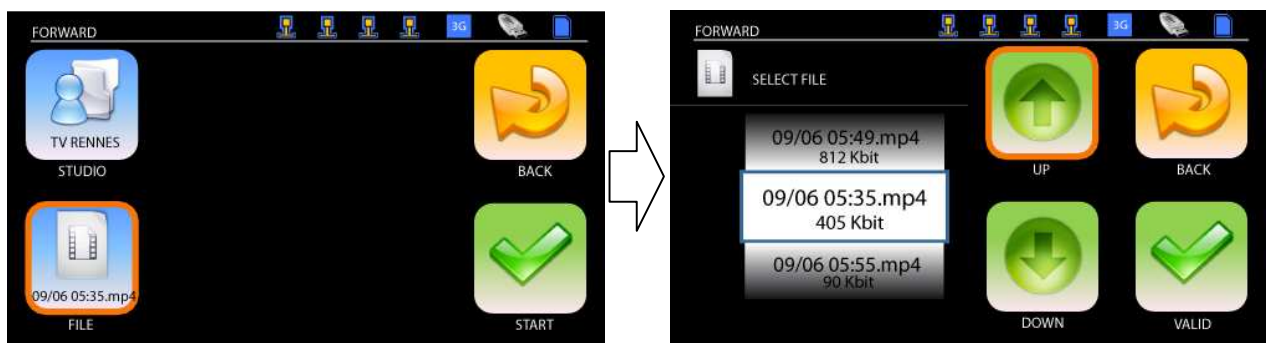 FORWARD
3G
TV RENNES
STUDIO
BACK
09/06 05:35.mp4
FILE
START
FORWARD
3G
SELECT FILE
09/06 05:49.mp4
812 Kbit
09/06 05:35.mp4
405 Kbit
09/06 05:55.mp4
90 Kbit
UP
BACK
DOWN
VALID